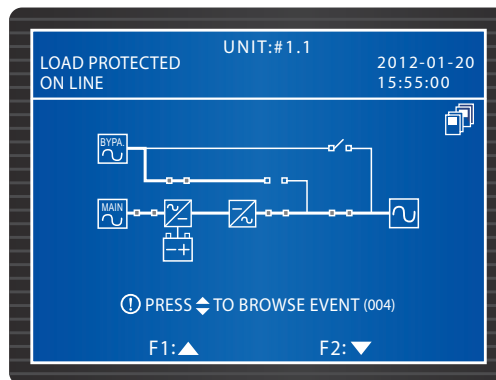 UNIT:#1.1
LOAD PROTECTED
ON LINE
2012-01-20
15:55:00
BYPA.
MAIN
PRESS TO BROWSE EVENT (004)
F1:
F2: